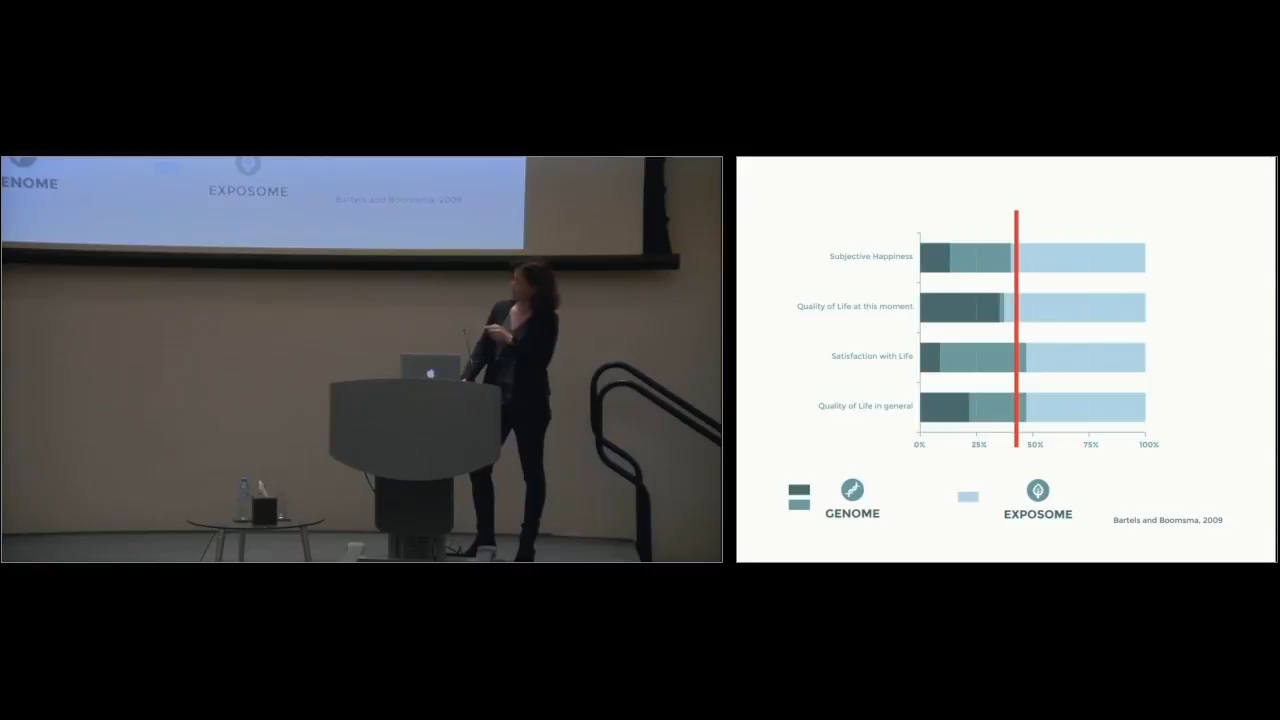 ENOME
EXPOSOME
Bartels and Boomsma, 2009
Subjective Happiness
Quality of Life at this moment
Satisfaction with Life
Quality of Life in general
0%
25%
50%
75%
100%
GENOME
EXPOSOME
Bartels and Boomsma, 2009